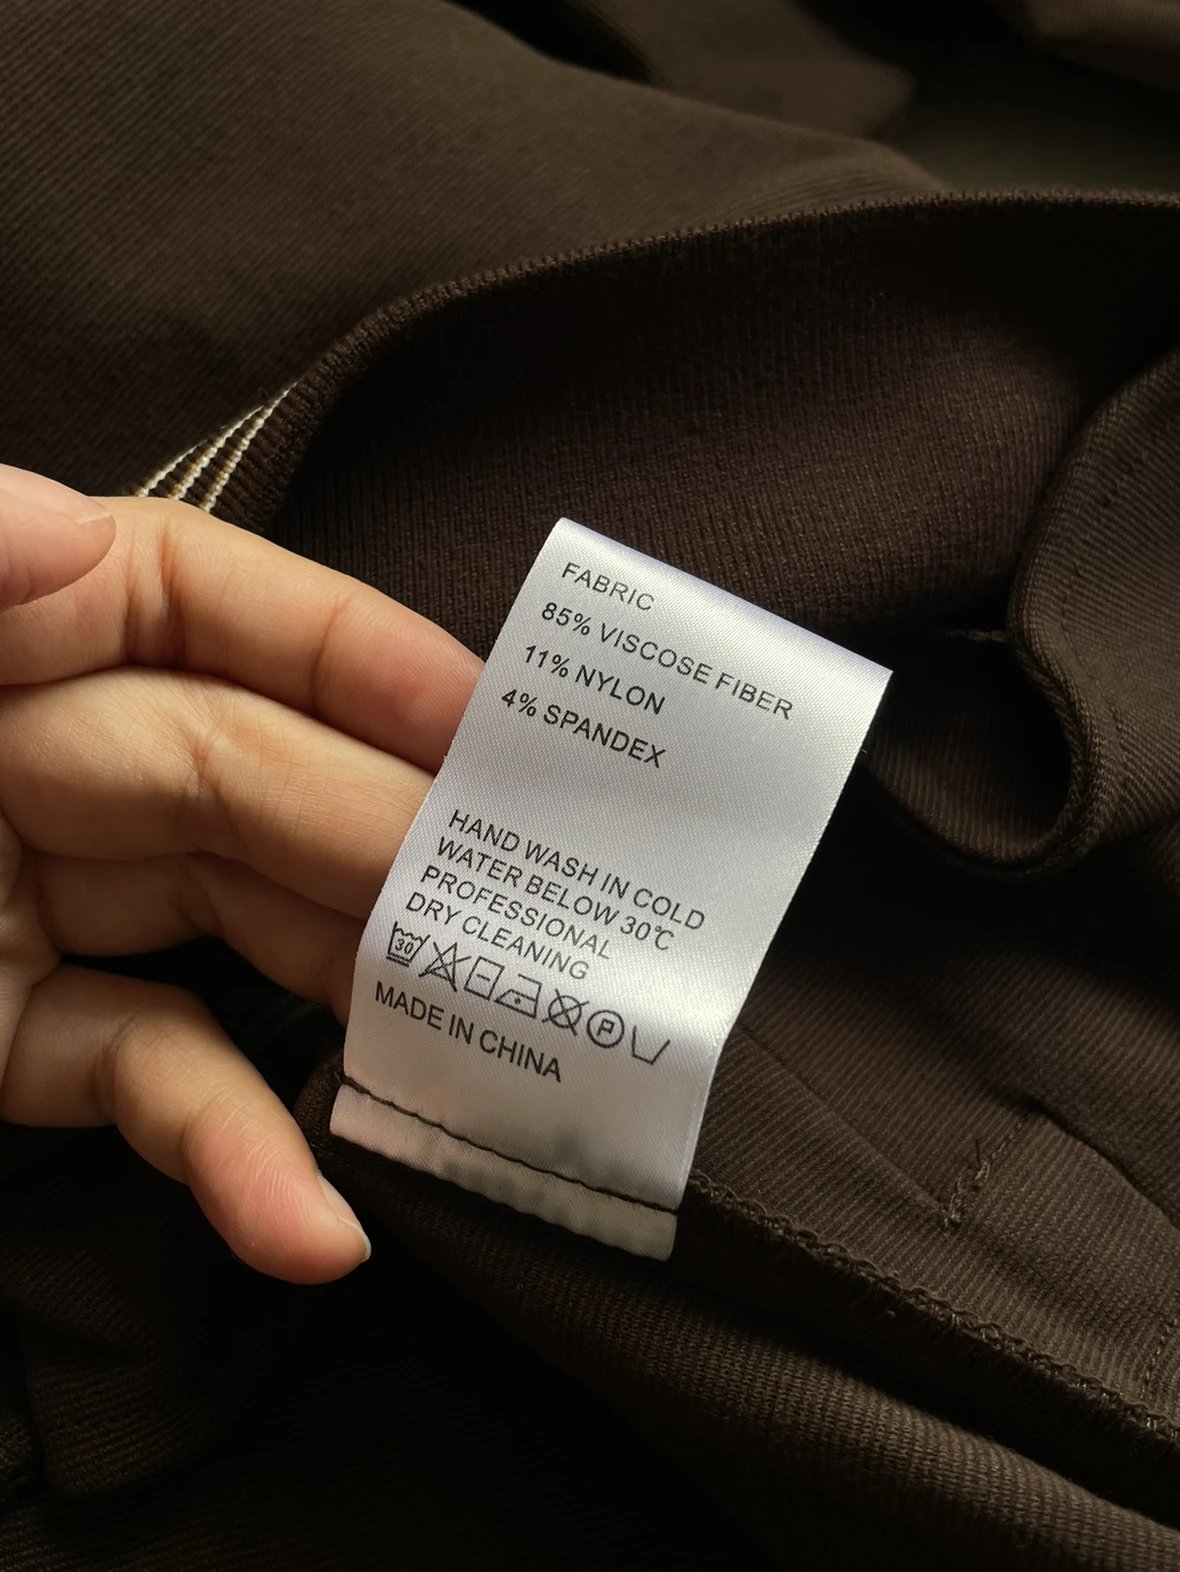 FABRIC
85% VISCOSE FIBER
11% NYLON
4% SPANDEX
HAND WASH IN COLD
WATER BELOW 30℃
PROFESSIONAL
DRY CLEANING
30 P
MADE IN CHINA